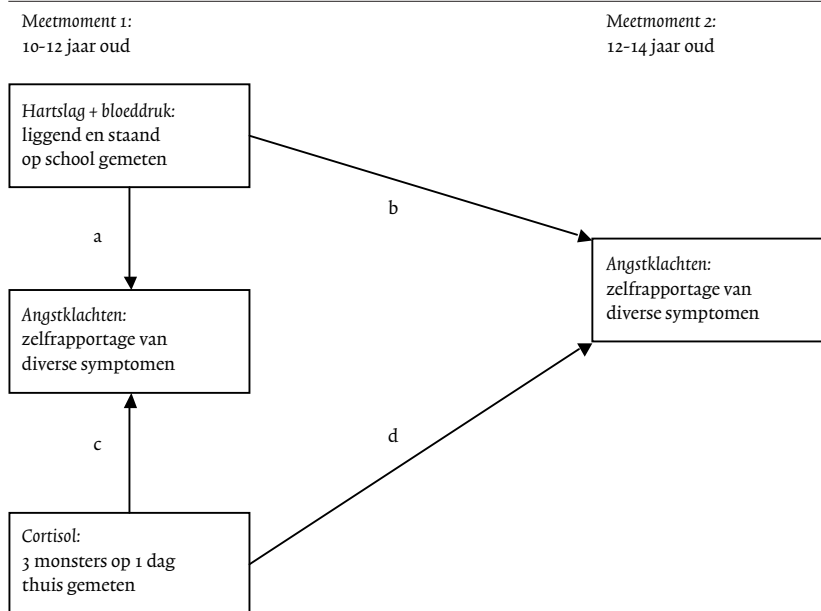 Meetmoment 1:
10-12 jaar oud
Meetmoment 2:
12-14 jaar oud
Hartslag + bloeddruk:
liggend en staand
op school gemeten
a
b
Angstklachten:
zelfrapportage van
diverse symptomen
Angstklachten:
zelfrapportage van
diverse symptomen
c
d
Cortisol:
3 monsters op 1 dag
thuis gemeten